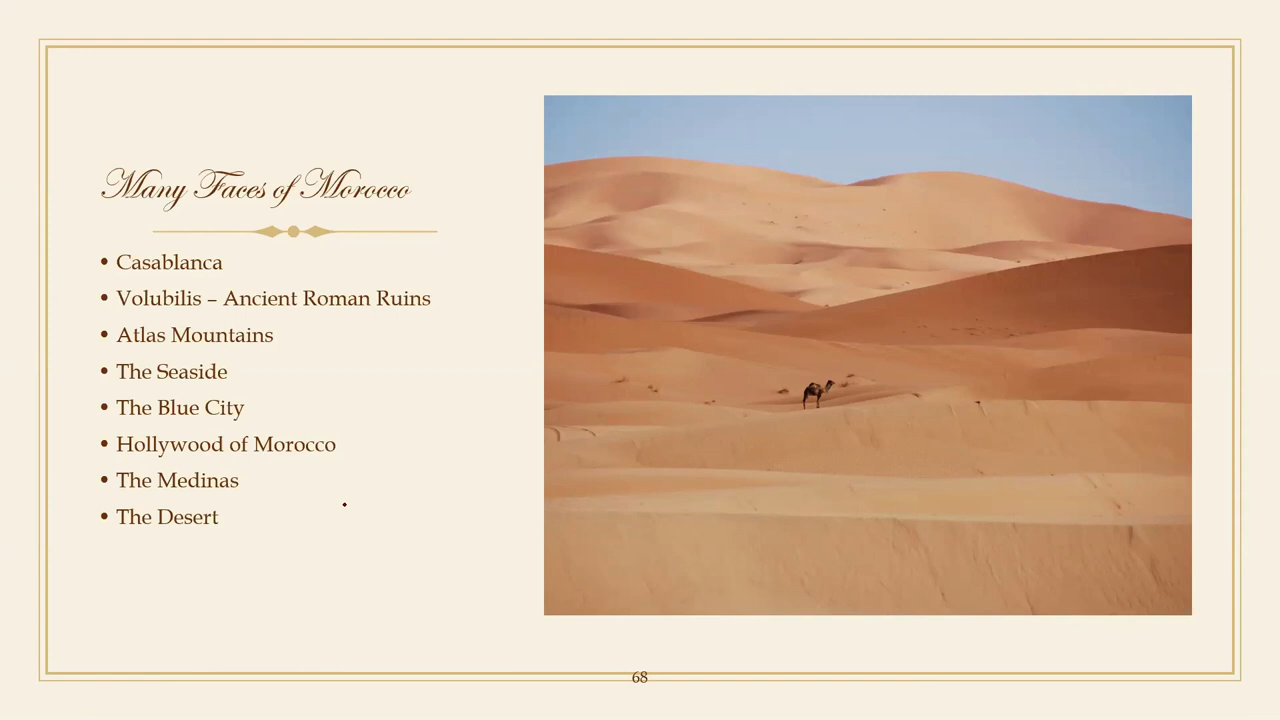 Many Faces of Morocco
• Casablanca
• Volubilis – Ancient Roman Ruins
• Atlas Mountains
• The Seaside
• The Blue City
• Hollywood of Morocco
• The Medinas
• The Desert
68